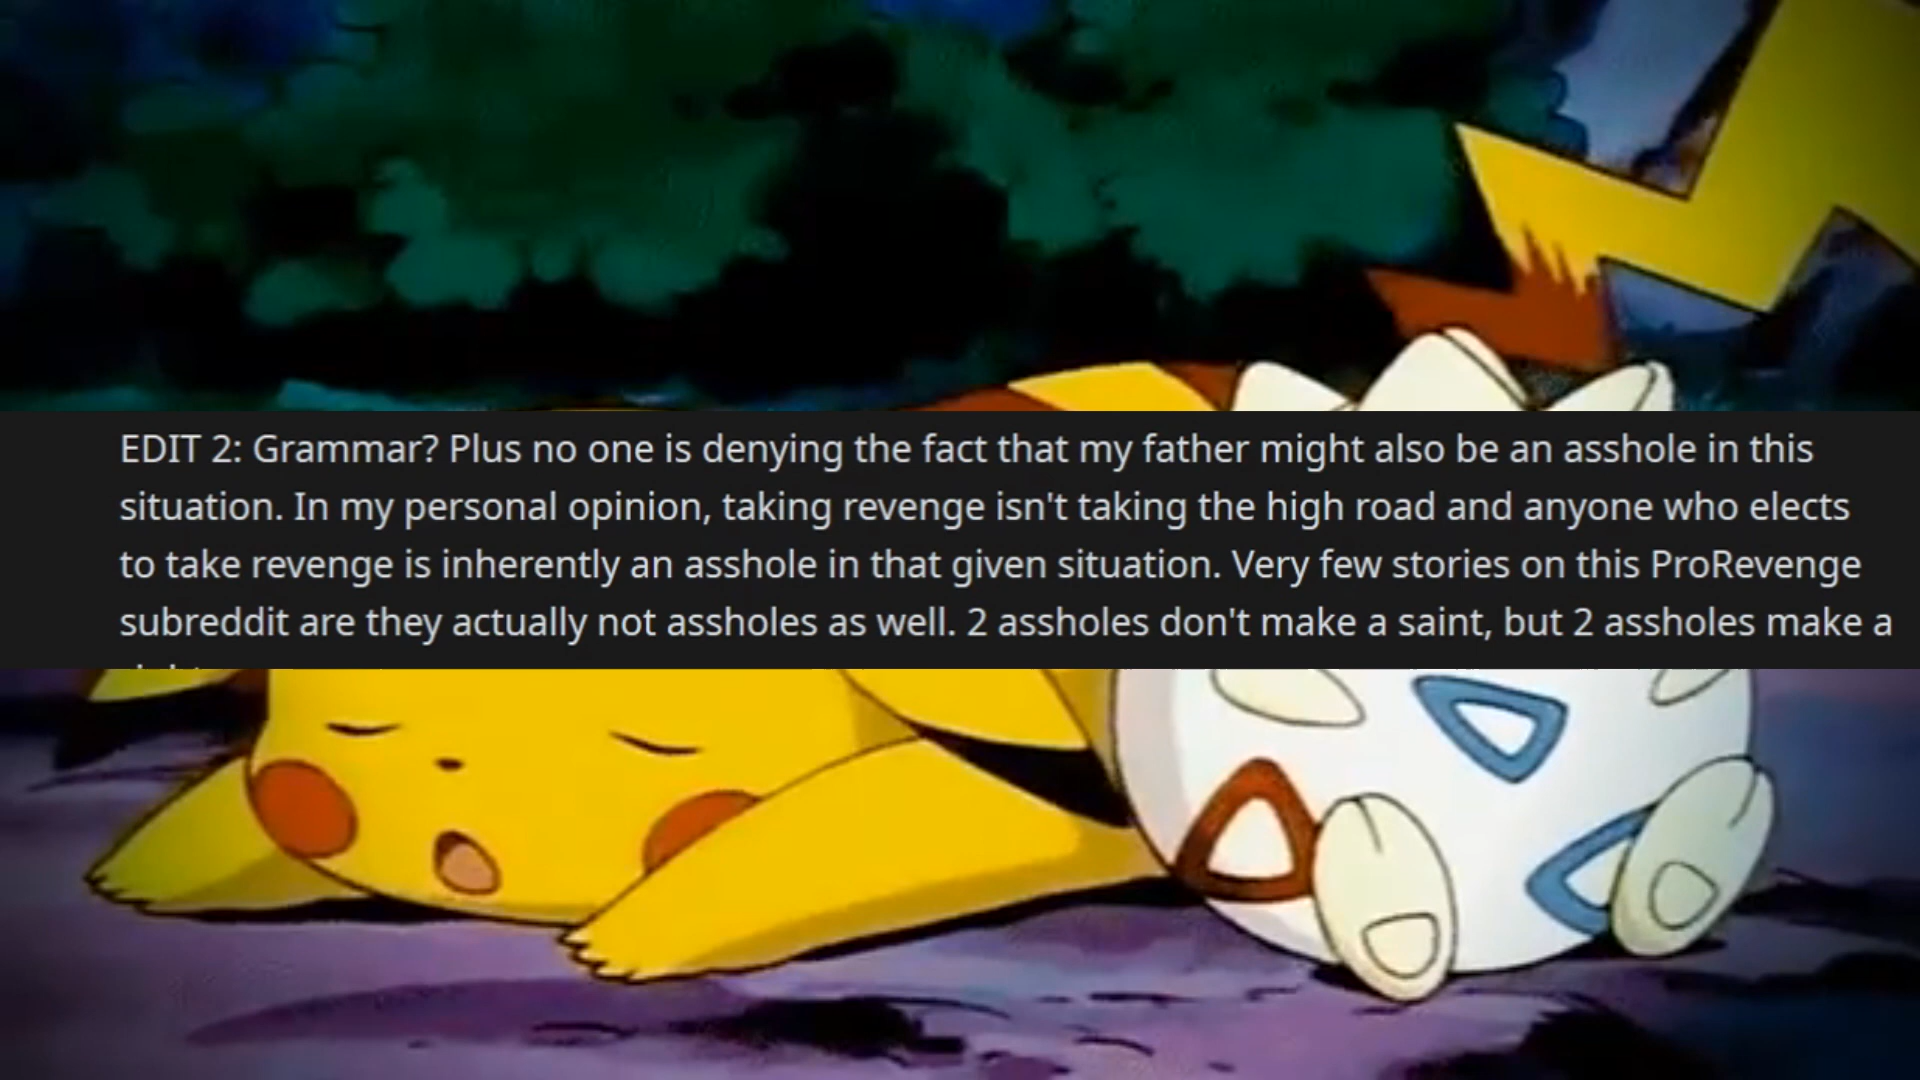 EDIT 2: Grammar? Plus no one is denying the fact that my father might also be an asshole in this
situation. In my personal opinion, taking revenge isn't taking the high road and anyone who elects
to take revenge is inherently an asshole in that given situation. Very few stories on this ProRevenge
subreddit are they actually not assholes as well. 2 assholes don't make a saint, but 2 assholes make a